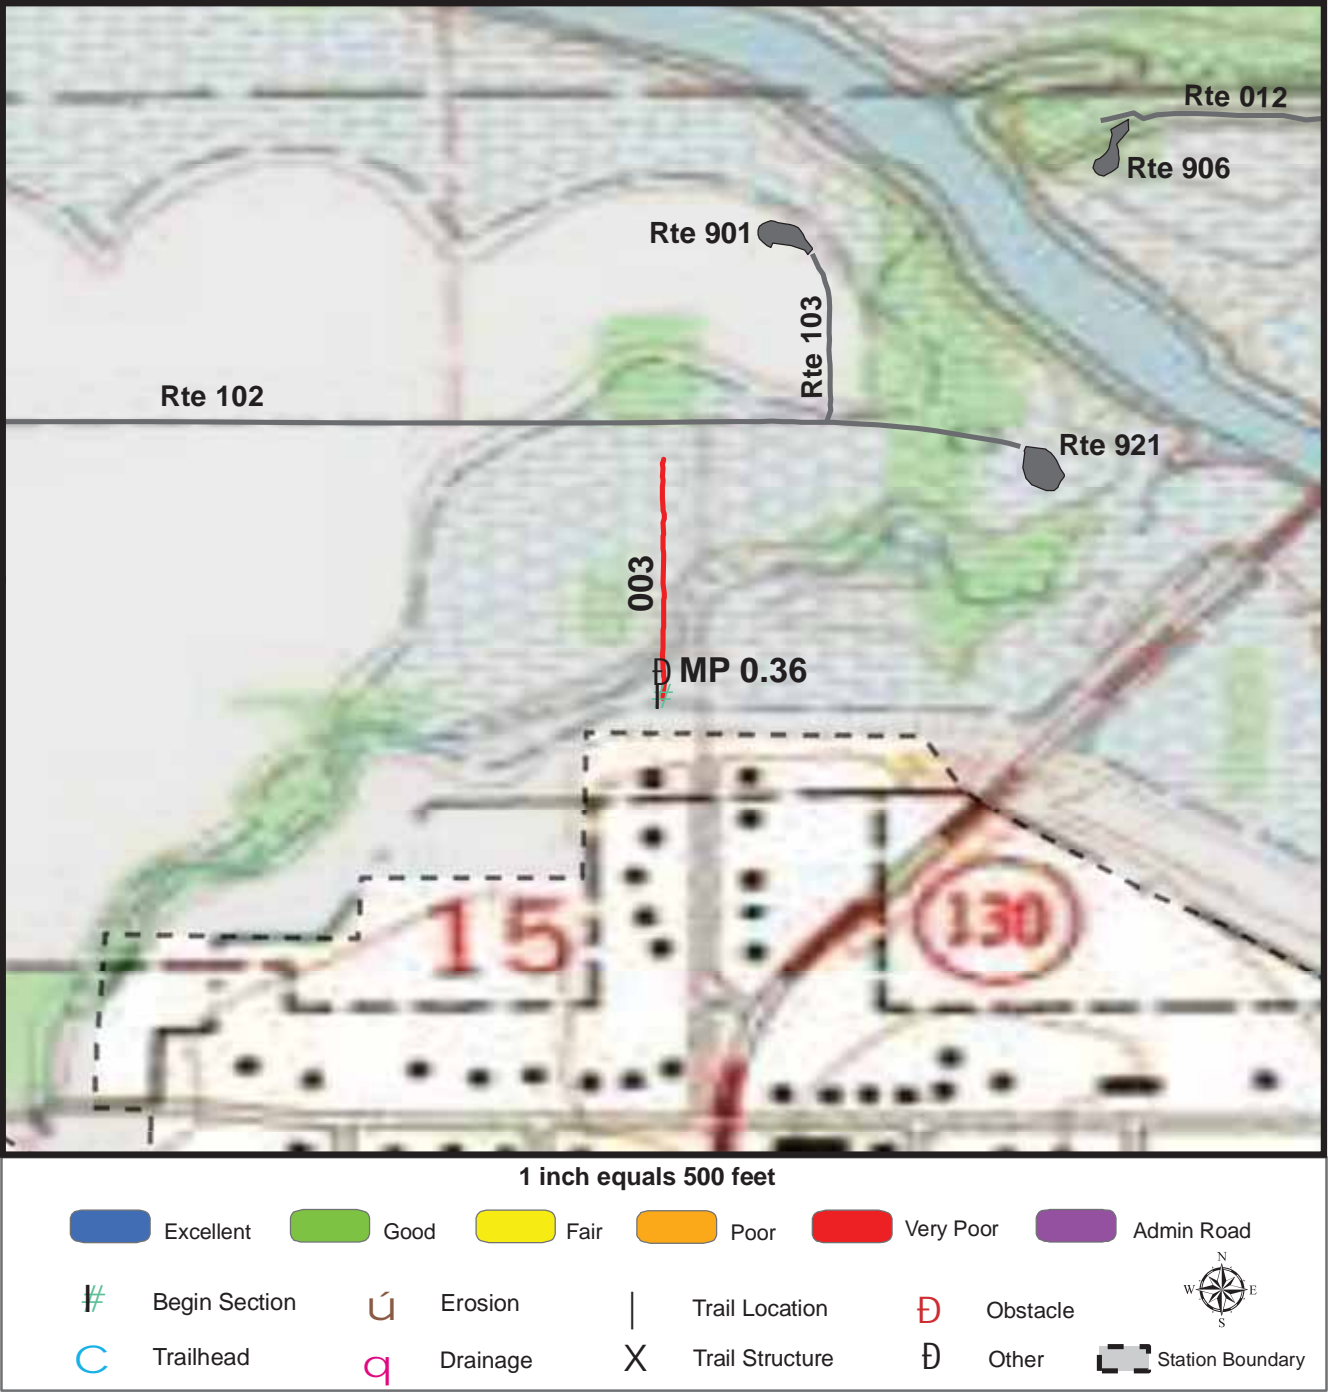 Rte 012
Rte 906
Rte 901
Rte 103
Rte 102
Rte 921
003
Đ MP 0.36
15
130
1 inch equals 500 feet
Excellent Good Fair Poor Very Poor Admin Road
# Begin Section ú Erosion | Trail Location Đ Obstacle
N
W E
S
C Trailhead q Drainage X Trail Structure Đ Other Station Boundary